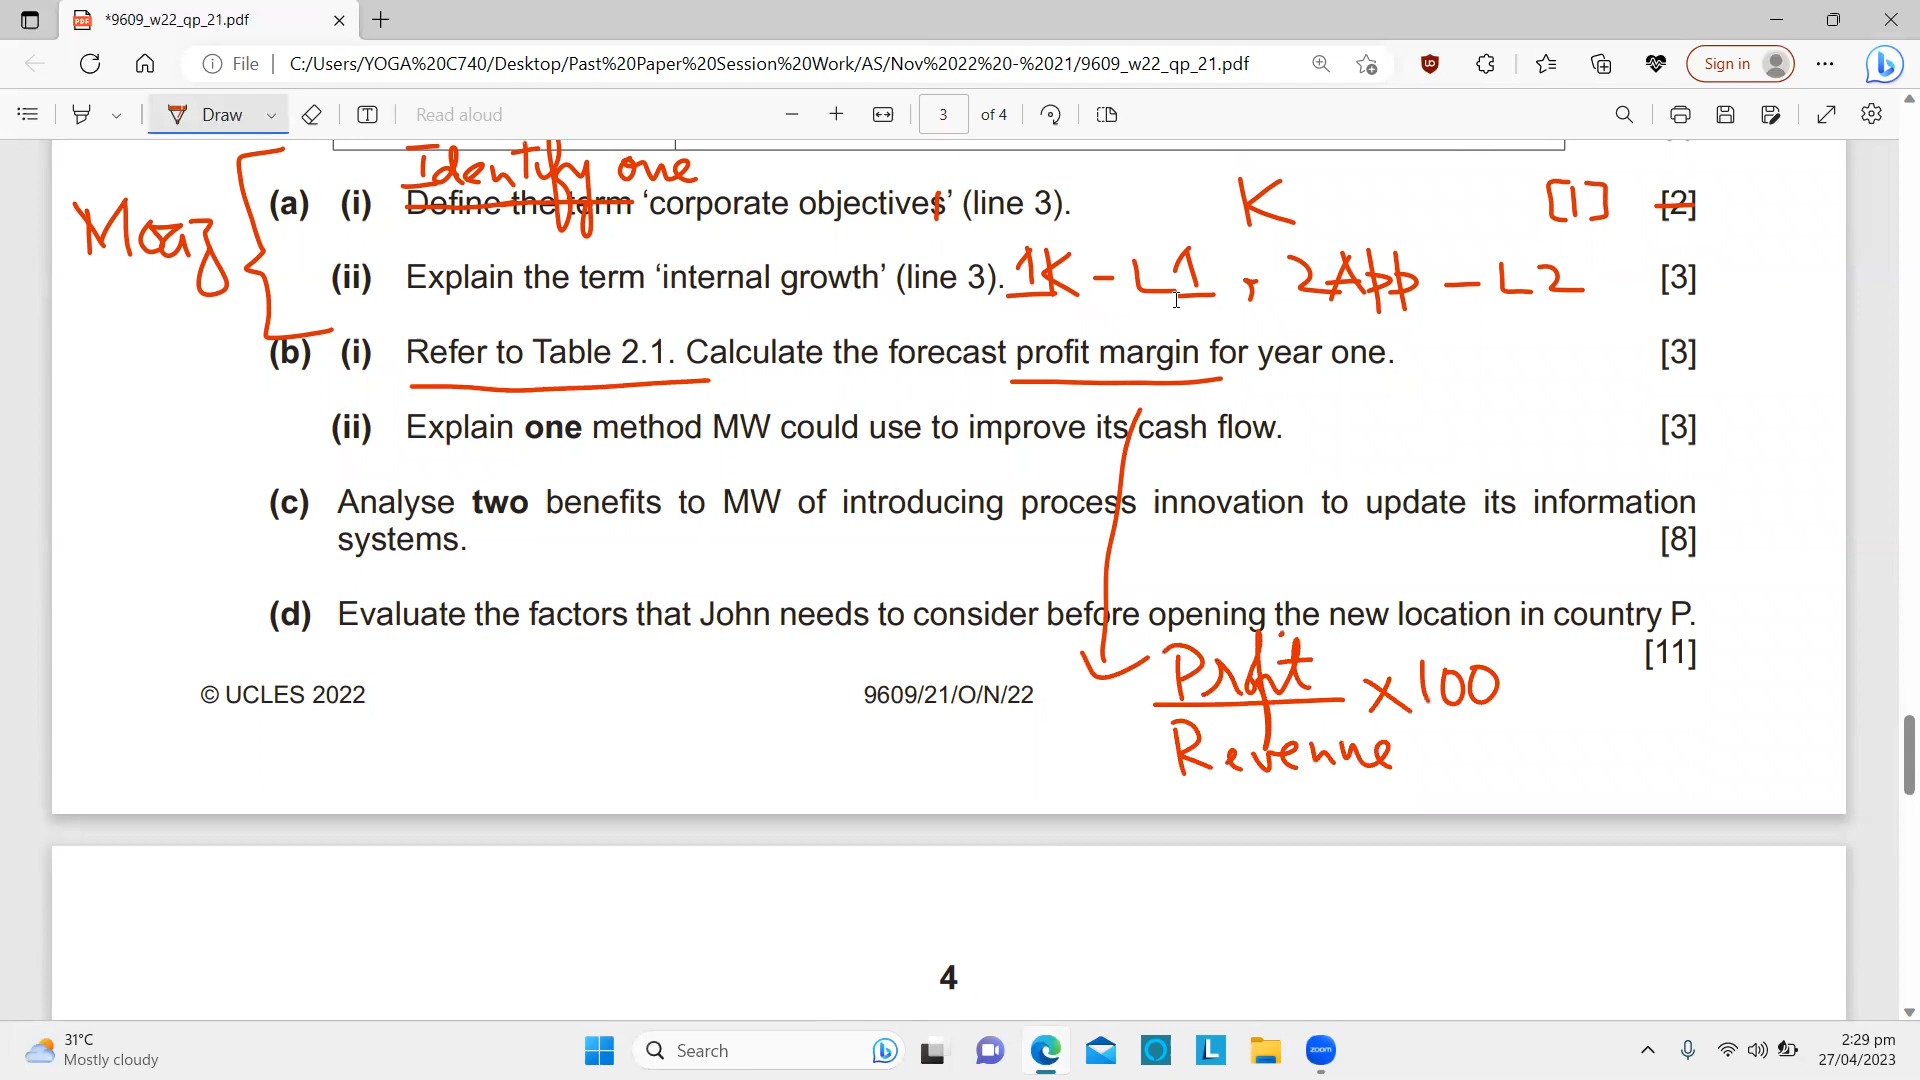 *9609_w22_qp_21.pdf
File
C:/Users/YOGA%20C740/Desktop/Past%20Paper%20Session%20Work/AS/Nov%2022%20-%2021/9609_w22_qp_21.pdf
Sign in
Draw
Read aloud
3 of 4
Identify one
Moaz
(a) (i) Define the term ‘corporate objectives’ (line 3). K [1] [2]
(ii) Explain the term ‘internal growth’ (line 3). 1K - L1, 2App - L2 [3]
(b) (i) Refer to Table 2.1. Calculate the forecast profit margin for year one. [3]
(ii) Explain one method MW could use to improve its cash flow. [3]
(c) Analyse two benefits to MW of introducing process innovation to update its information
systems. [8]
(d) Evaluate the factors that John needs to consider before opening the new location in country P.
[11]
Profit
x 100
Revenue
© UCLES 2022 9609/21/O/N/22
4
31°C
Mostly cloudy
Search
zoom
2:29 pm
27/04/2023